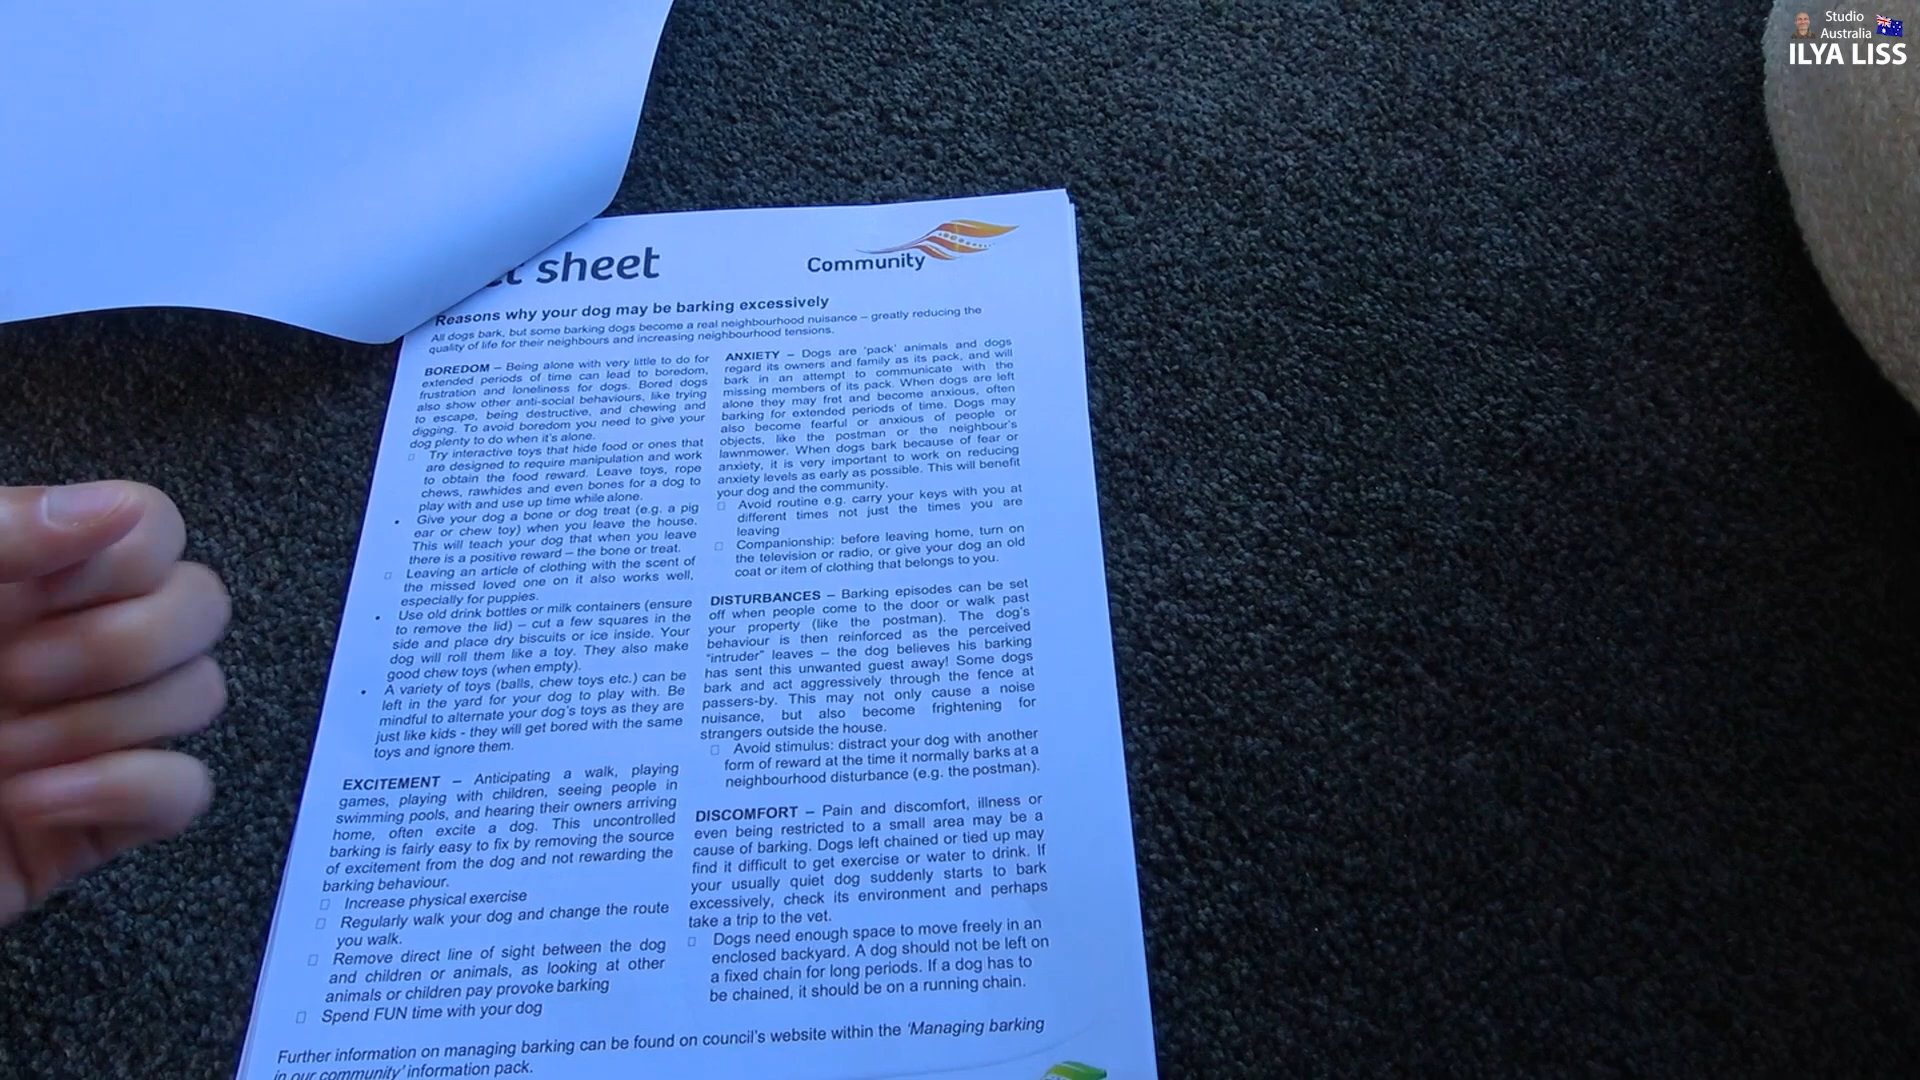 Studio
Australia
ILYA LISS
sheet
Community
Reasons why your dog may be barking excessively
All dogs bark, but some barking dogs become a real neighbourhood nuisance – greatly reducing the
quality of life for their neighbours and increasing neighbourhood tensions.
BOREDOM – Being alone with very little to do for
extended periods of time can lead to boredom,
frustration and loneliness for dogs. Bored dogs
also show other anti-social behaviours, like trying
to escape, being destructive, and chewing and
digging. To avoid boredom you need to give your
dog plenty to do when it's alone.
Try interactive toys that hide food or ones that
are designed to require manipulation and work
to obtain the food reward. Leave toys, rope
chews, rawhides and even bones for a dog to
play with and use up time while alone.
• Give your dog a bone or dog treat (e.g. a pig
ear or chew toy) when you leave the house.
This will teach your dog that when you leave
there is a positive reward – the bone or treat.
Leaving an article of clothing with the scent of
the missed loved one on it also works well,
especially for puppies.
• Use old drink bottles or milk containers (ensure
to remove the lid) – cut a few squares in the
side and place dry biscuits or ice inside. Your
dog will roll them like a toy. They also make
good chew toys (when empty).
• A variety of toys (balls, chew toys etc.) can be
left in the yard for your dog to play with. Be
mindful to alternate your dog's toys as they are
just like kids - they will get bored with the same
toys and ignore them.
EXCITEMENT – Anticipating a walk, playing
games, playing with children, seeing people in
swimming pools, and hearing their owners arriving
home, often excite a dog. This uncontrolled
barking is fairly easy to fix by removing the source
of excitement from the dog and not rewarding the
barking behaviour.
Increase physical exercise
Regularly walk your dog and change the route
you walk.
Remove direct line of sight between the dog
and children or animals, as looking at other
animals or children pay provoke barking
Spend FUN time with your dog
ANXIETY – Dogs are 'pack' animals and dogs
regard its owners and family as its pack, and will
bark in an attempt to communicate with the
missing members of its pack. When dogs are left
alone they may fret and become anxious, often
barking for extended periods of time. Dogs may
also become fearful or anxious of people or
objects, like the postman or the neighbour's
lawnmower. When dogs bark because of fear or
anxiety, it is very important to work on reducing
anxiety levels as early as possible. This will benefit
your dog and the community.
Avoid routine e.g. carry your keys with you at
different times not just the times you are
leaving
Companionship: before leaving home, turn on
the television or radio, or give your dog an old
coat or item of clothing that belongs to you.
DISTURBANCES – Barking episodes can be set
off when people come to the door or walk past
your property (like the postman). The dog's
behaviour is then reinforced as the perceived
"intruder" leaves – the dog believes his barking
has sent this unwanted guest away! Some dogs
bark and act aggressively through the fence at
passers-by. This may not only cause a noise
nuisance, but also become frightening for
strangers outside the house.
Avoid stimulus: distract your dog with another
form of reward at the time it normally barks at a
neighbourhood disturbance (e.g. the postman).
DISCOMFORT – Pain and discomfort, illness or
even being restricted to a small area may be a
cause of barking. Dogs left chained or tied up may
find it difficult to get exercise or water to drink. If
your usually quiet dog suddenly starts to bark
excessively, check its environment and perhaps
take a trip to the vet.
Dogs need enough space to move freely in an
enclosed backyard. A dog should not be left on
a fixed chain for long periods. If a dog has to
be chained, it should be on a running chain.
Further information on managing barking can be found on council's website within the 'Managing barking
in our community' information pack.